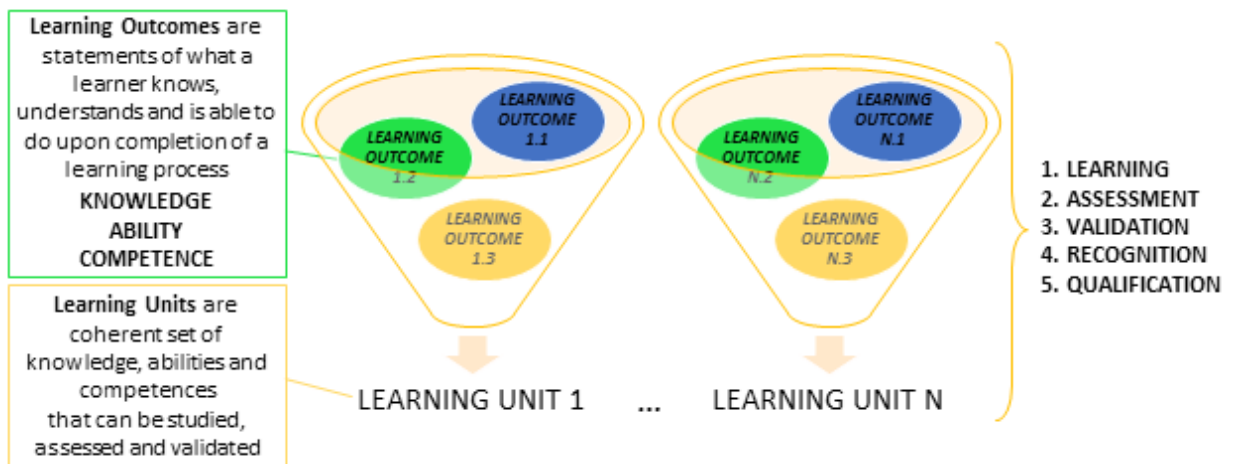 Learning Outcomes are
statements of what a
learner knows,
understands and is able to
do upon completion of a
learning process
KNOWLEDGE
ABILITY
COMPETENCE
Learning Units are
coherent set of
knowledge, abilities and
competences
that can be studied,
assessed and validated
LEARNING
OUTCOME
1.1
LEARNING
OUTCOME
1.2
LEARNING
OUTCOME
1.3
LEARNING UNIT 1
...
LEARNING
OUTCOME
N.1
LEARNING
OUTCOME
N.2
LEARNING
OUTCOME
N.3
LEARNING UNIT N
1. LEARNING
2. ASSESSMENT
3. VALIDATION
4. RECOGNITION
5. QUALIFICATION